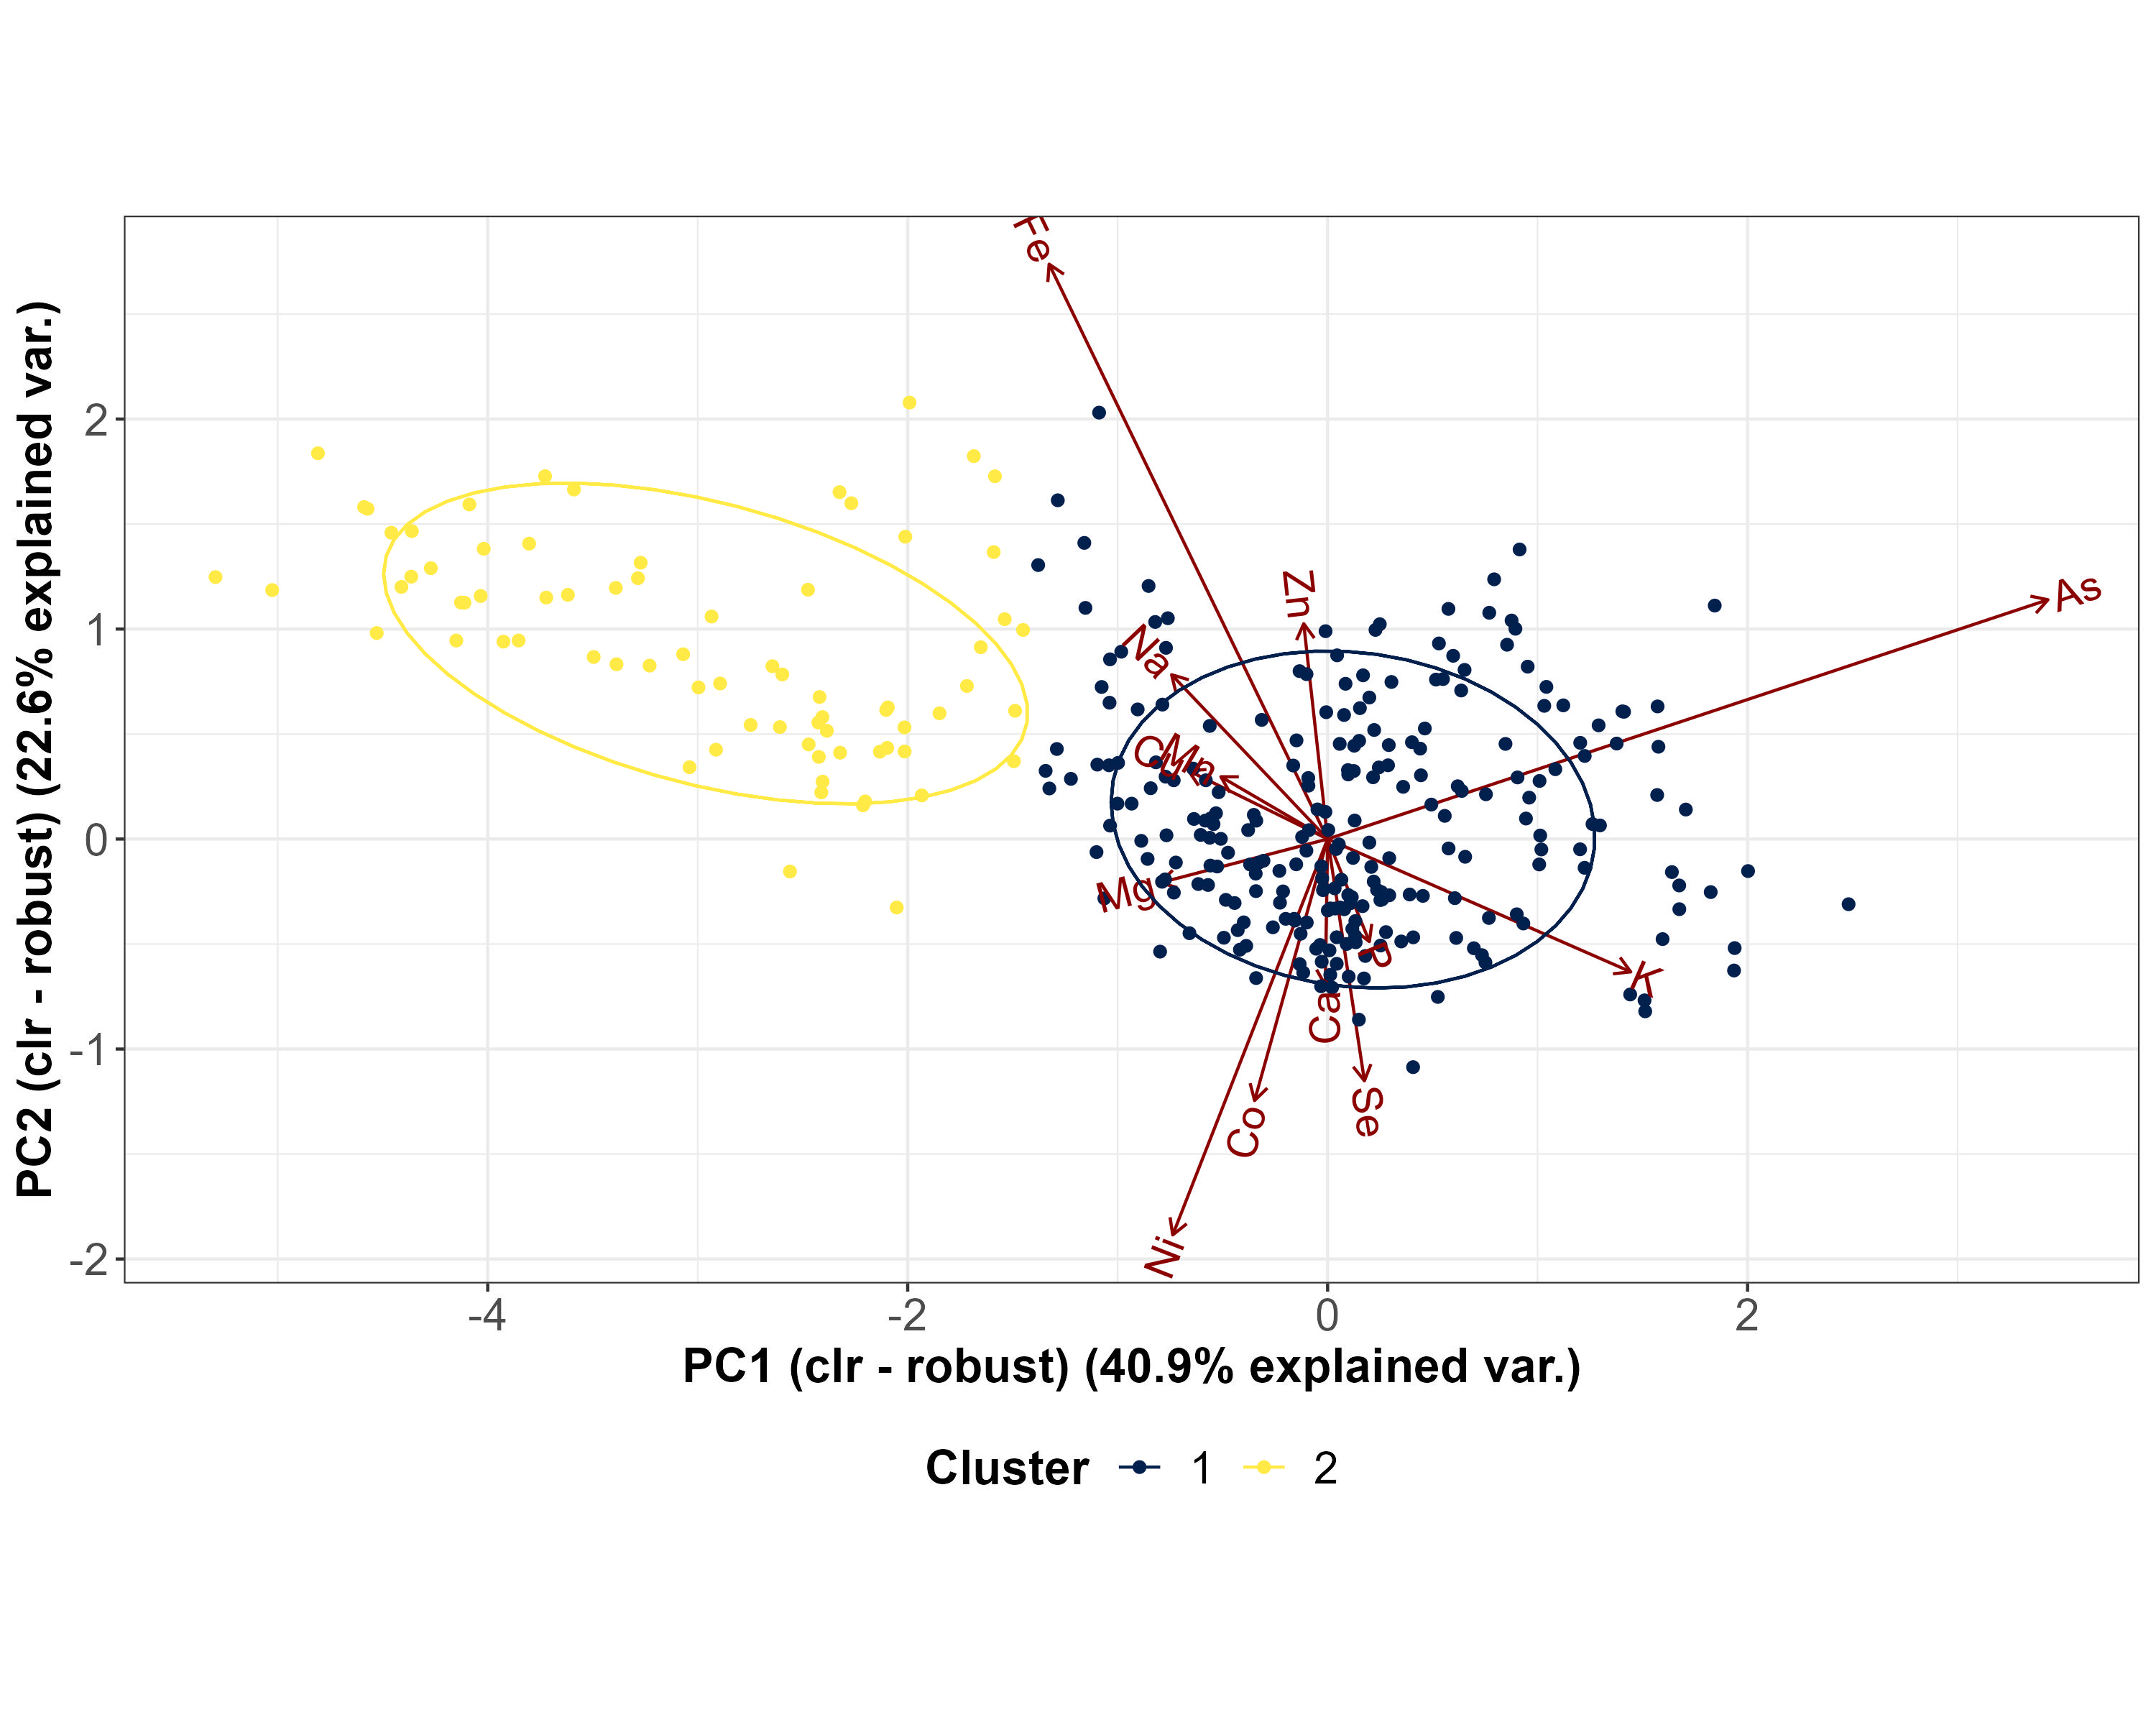 PC2 (clr - robust) (22.6% explained var.)
2
1
0
-1
-2
Fe
As
Zn
Na
Mg
K
P
Ca
Se
Co
Ni
-4
-2
0
2
PC1 (clr - robust) (40.9% explained var.)
Cluster 1 2